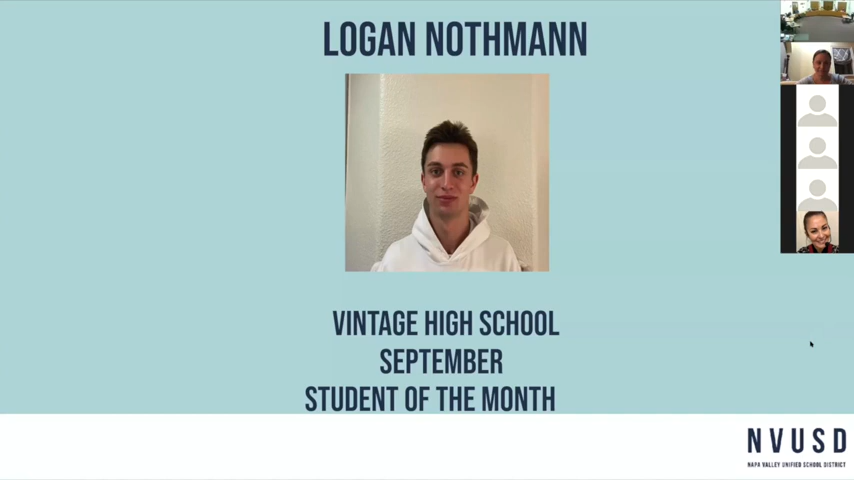 LOGAN NOTHMANN
VINTAGE HIGH SCHOOL
SEPTEMBER
STUDENT OF THE MONTH
NVUSD
NAPA VALLEY UNIFIED SCHOOL DISTRICT